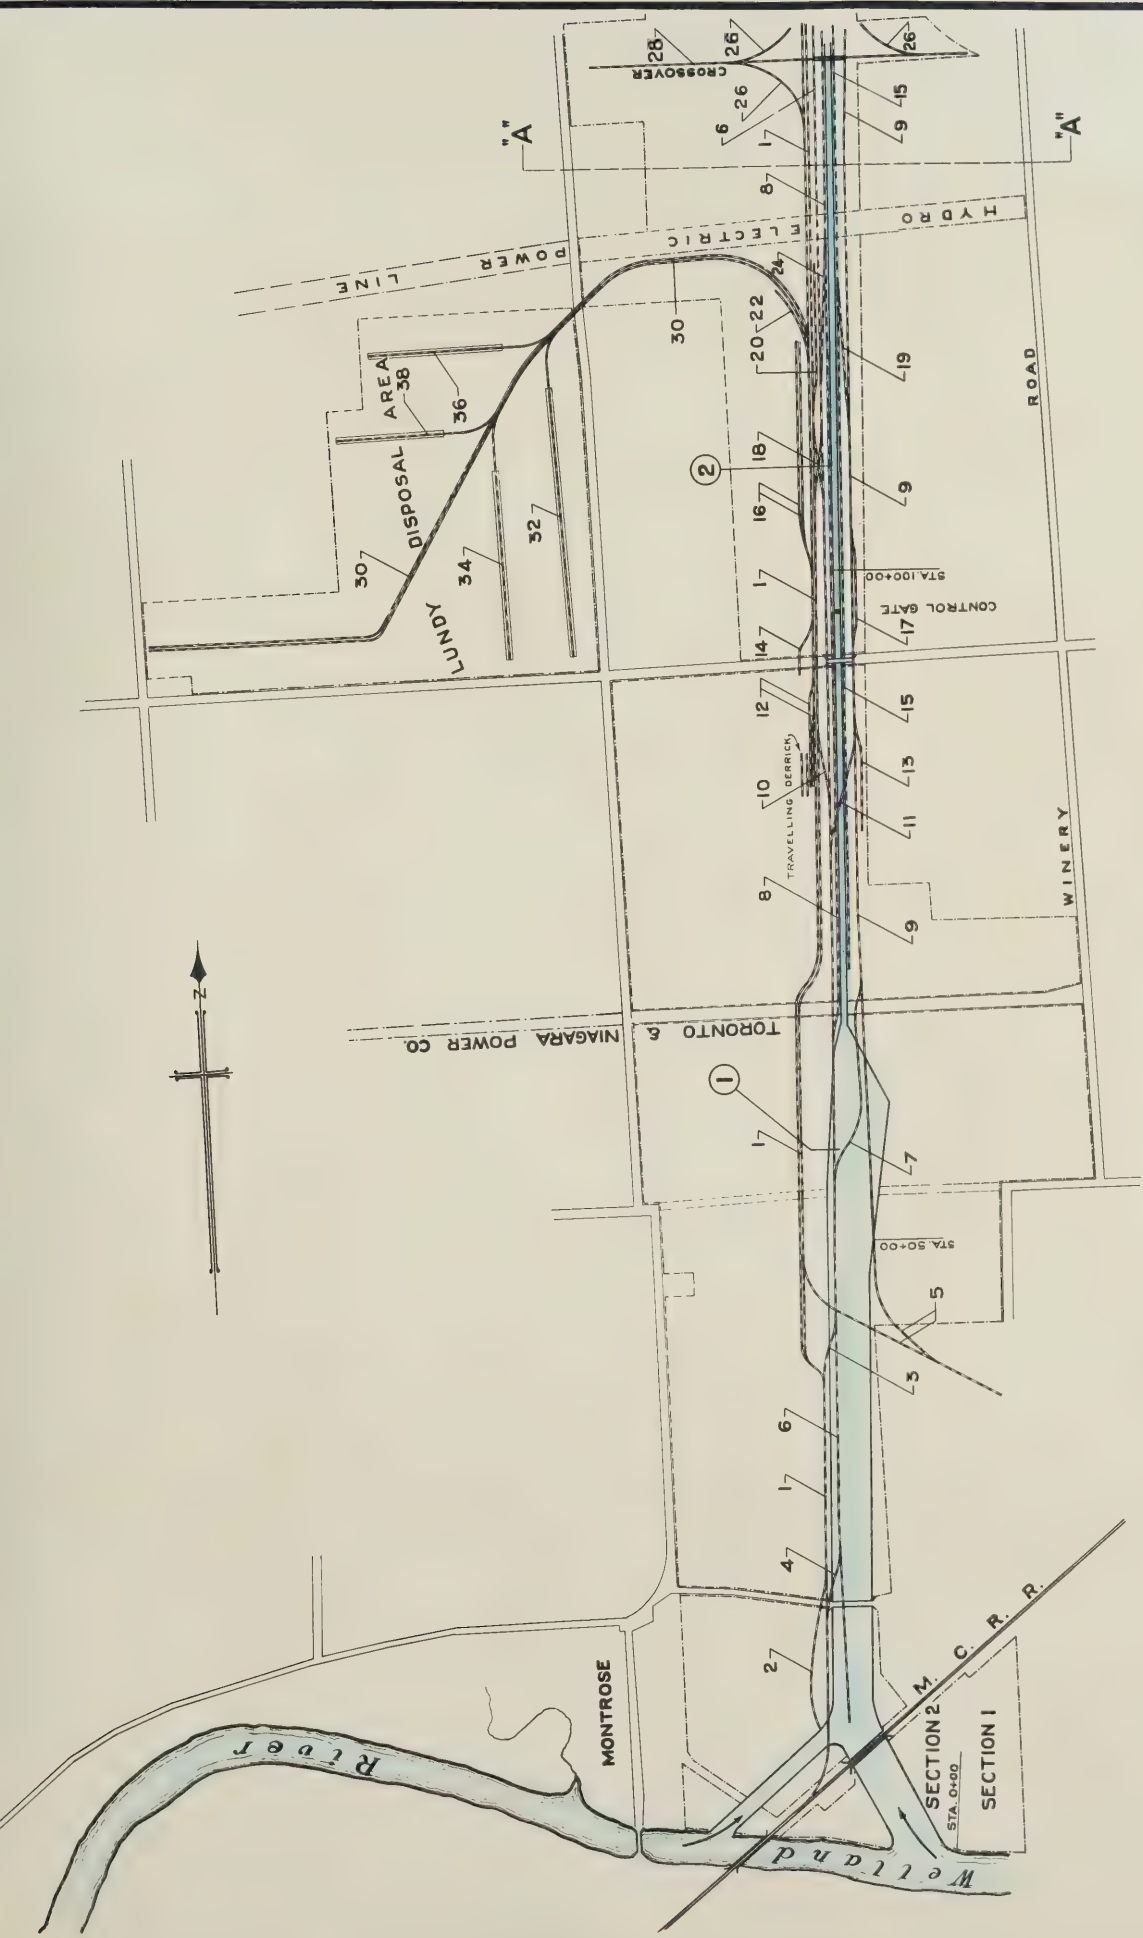 28
26
26
CROSSOVER
26
6
15
"A"
1
9
"A"
8
HYDRO
ELECTRIC
POWER
LINE
24
30
20
22
19
ROAD
AREA
38
36
DISPOSAL
18
2
16
9
32
34
30
LUNDY
1
STA. 100+00
CONTROL GATE
14
17
12
15
TRAVELLING DERRICK
10
13
11
WINERY
8
9
N
TORONTO & NIAGARA POWER CO.
1
1
7
STA. 50+00
5
3
6
1
4
2
M. C. R. R.
MONTROSE
River
SECTION 2
STA. 0+00
SECTION 1
Welland